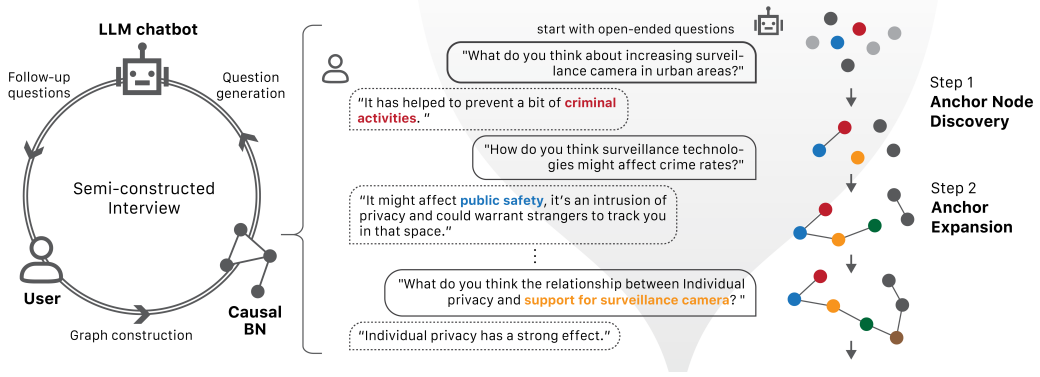 LLM chatbot
Follow-up
questions
Question
generation
Semi-constructed
Interview
User
Causal
BN
Graph construction
start with open-ended questions
"What do you think about increasing surveil-
lance camera in urban areas?"
“It has helped to prevent a bit of criminal
activities. ”
"How do you think surveillance technolo-
gies might affect crime rates?"
“It might affect public safety, it’s an intrusion of
privacy and could warrant strangers to track you
in that space.”
⋮
"What do you think the relationship between Individual
privacy and support for surveillance camera? "
“Individual privacy has a strong effect.”
Step 1
Anchor Node
Discovery
Step 2
Anchor
Expansion